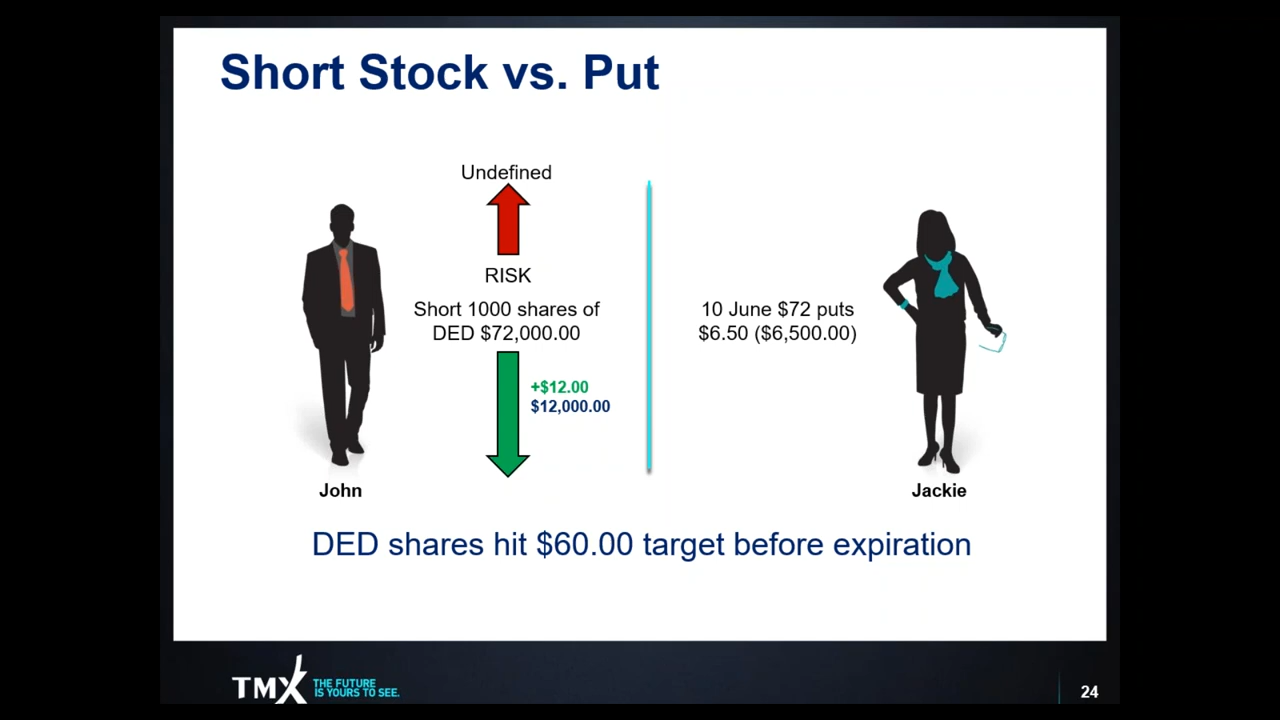 Short Stock vs. Put
Undefined
RISK
Short 1000 shares of
DED $72,000.00
+$12.00
$12,000.00
10 June $72 puts
$6.50 ($6,500.00)
John
Jackie
DED shares hit $60.00 target before expiration
TMX
THE FUTURE
IS YOURS TO SEE.
24